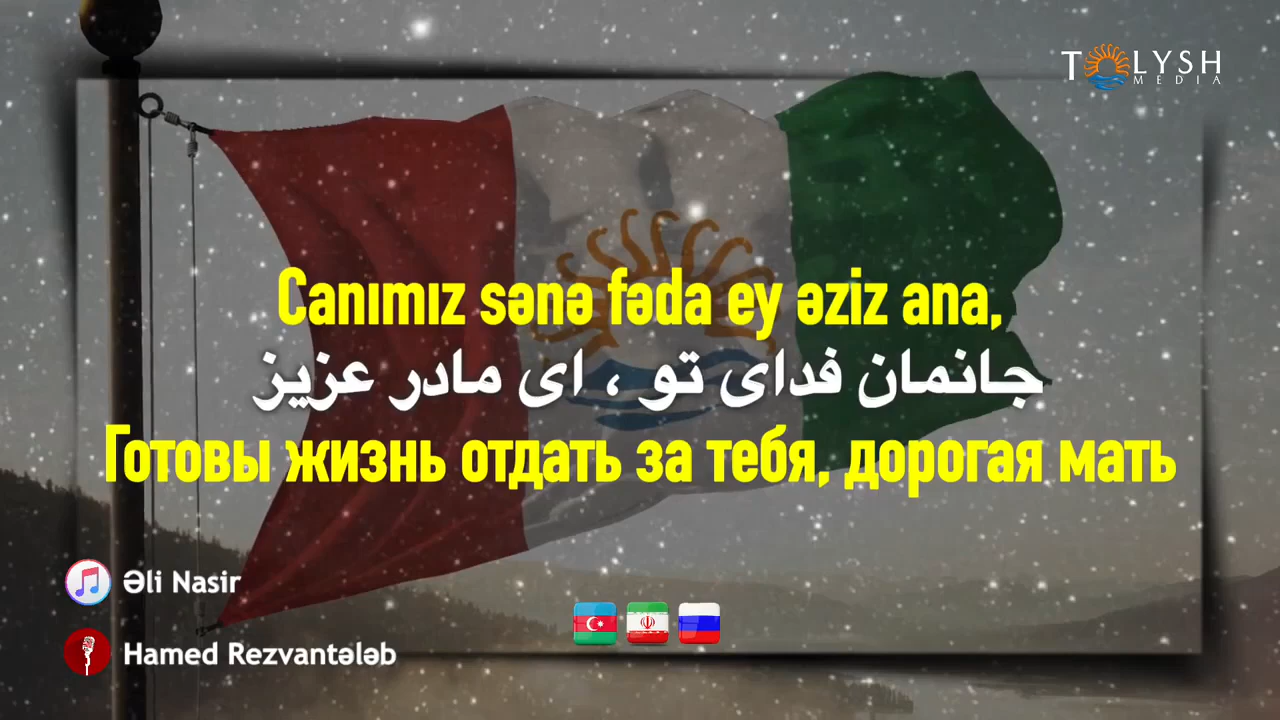 TOLYSH
MEDIA
Canımız sənə fəda ey əziz ana,
جانمان فدای تو ، ای مادر عزیز
Готовы жизнь отдать за тебя, дорогая мать
Əli Nasir
Hamed Rezvantələb